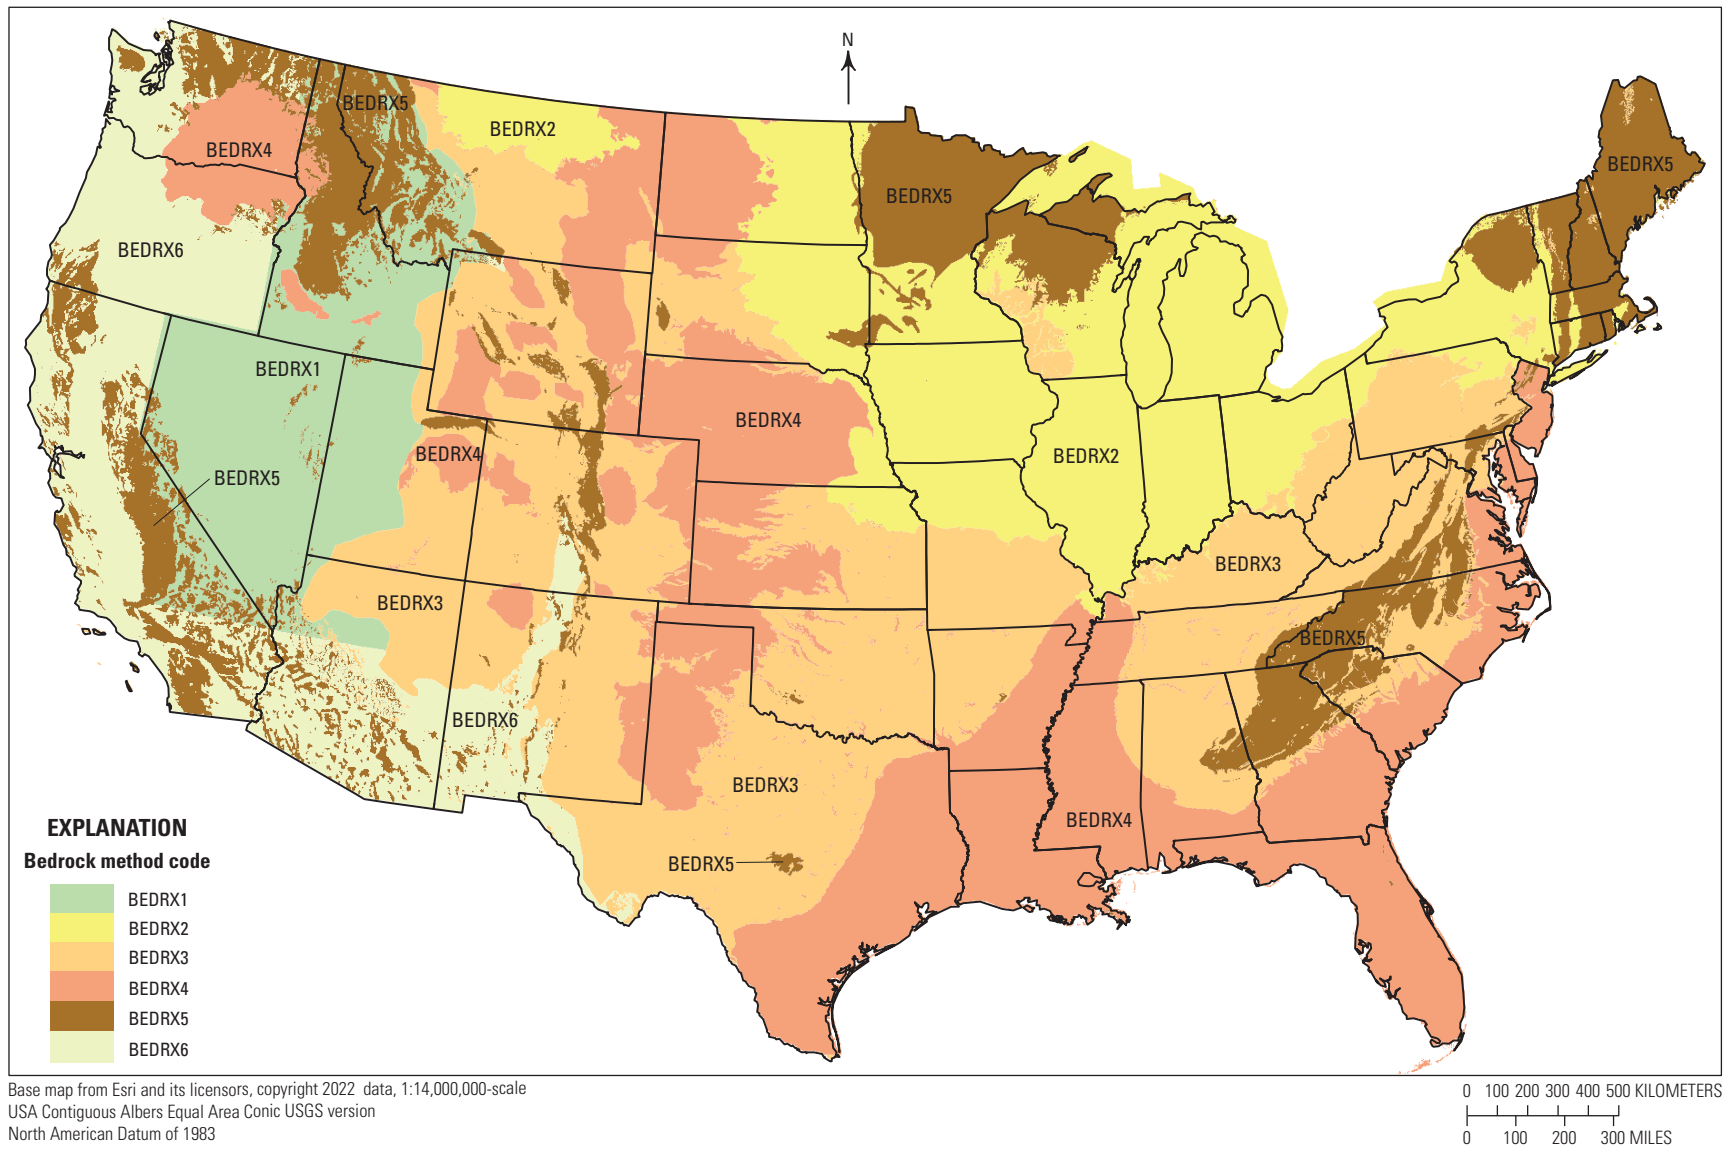 N
BEDRX5
BEDRX2
BEDRX4
BEDRX5
BEDRX5
BEDRX6
BEDRX1
BEDRX4
BEDRX4
BEDRX2
BEDRX5
BEDRX3
BEDRX3
BEDRX5
BEDRX6
BEDRX3
BEDRX4
BEDRX5
EXPLANATION
Bedrock method code
BEDRX1
BEDRX2
BEDRX3
BEDRX4
BEDRX5
BEDRX6
Base map from Esri and its licensors, copyright 2022 data, 1:14,000,000-scale
USA Contiguous Albers Equal Area Conic USGS version
North American Datum of 1983
0 100 200 300 400 500 KILOMETERS
0 100 200 300 MILES